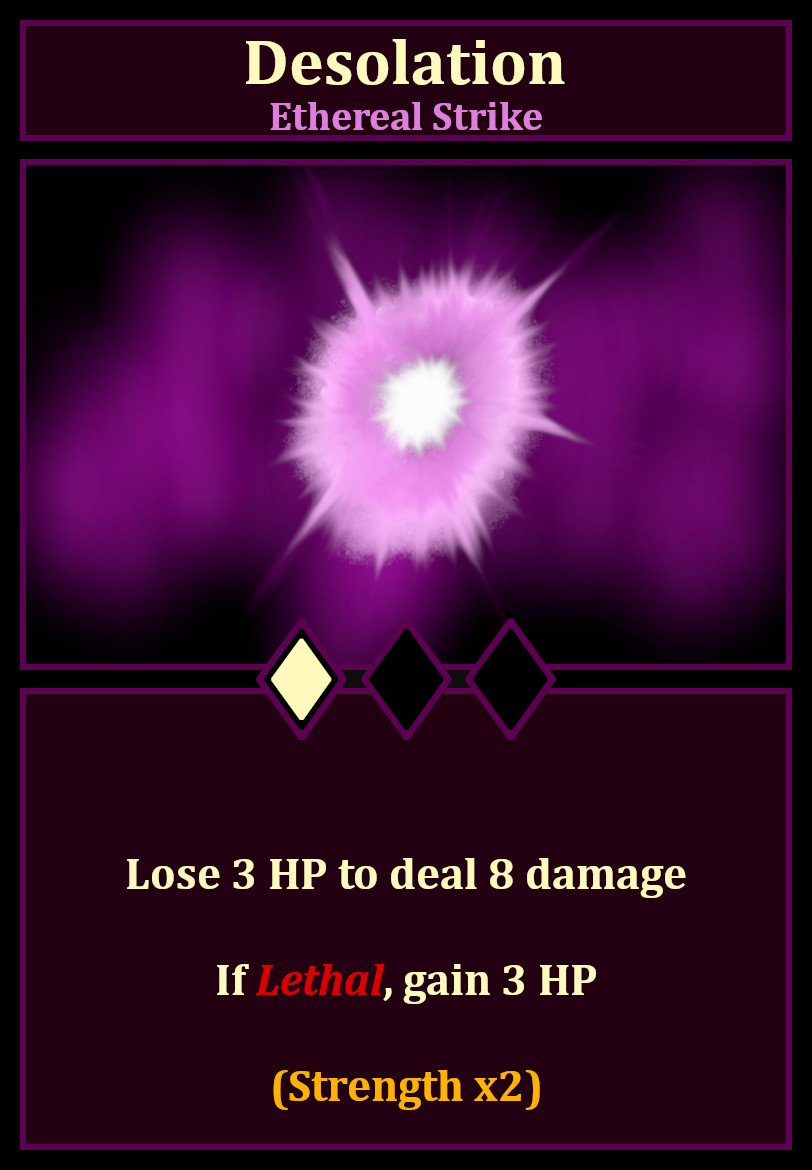 Desolation
Ethereal Strike
Lose 3 HP to deal 8 damage
If Lethal, gain 3 HP
(Strength x2)